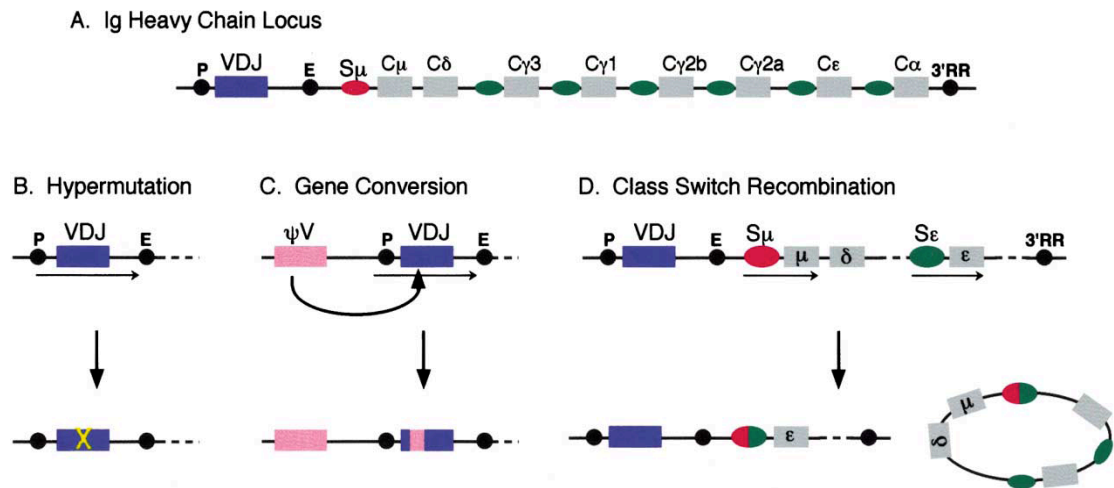 A. Ig Heavy Chain Locus
P VDJ E Sμ Cμ Cδ Cγ3 Cγ1 Cγ2b Cγ2a Cε Cα 3'RR
B. Hypermutation C. Gene Conversion D. Class Switch Recombination
P VDJ E ψV P VDJ E P VDJ E Sμ μ δ Sε ε 3'RR
X
ε μ δ